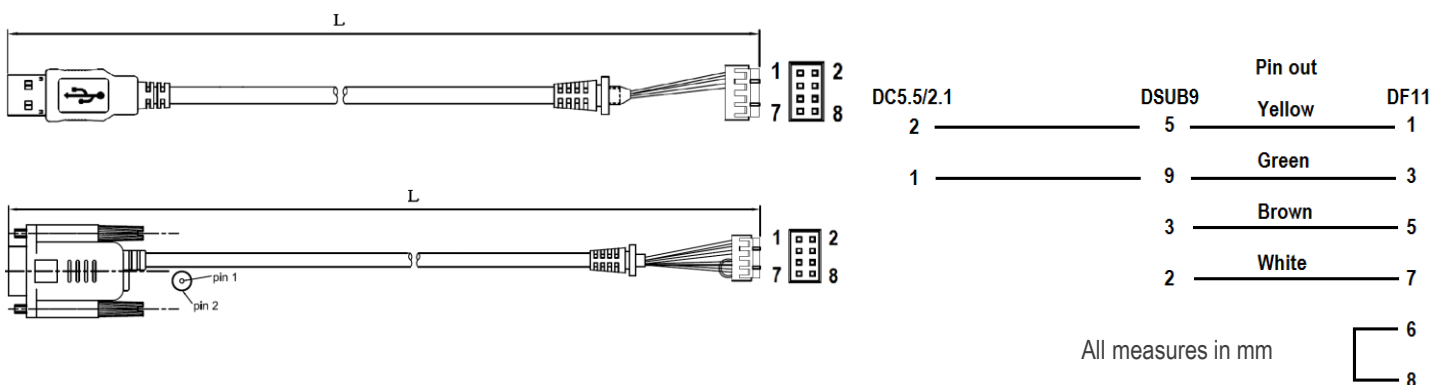 L
1 2
7 8
L
1 2
7 8
pin 1
pin 2
Pin out
DC5.5/2.1 DSUB9 Yellow DF11
2 5 1
1 9 Green 3
3 Brown 5
2 White 7
6
All measures in mm
8